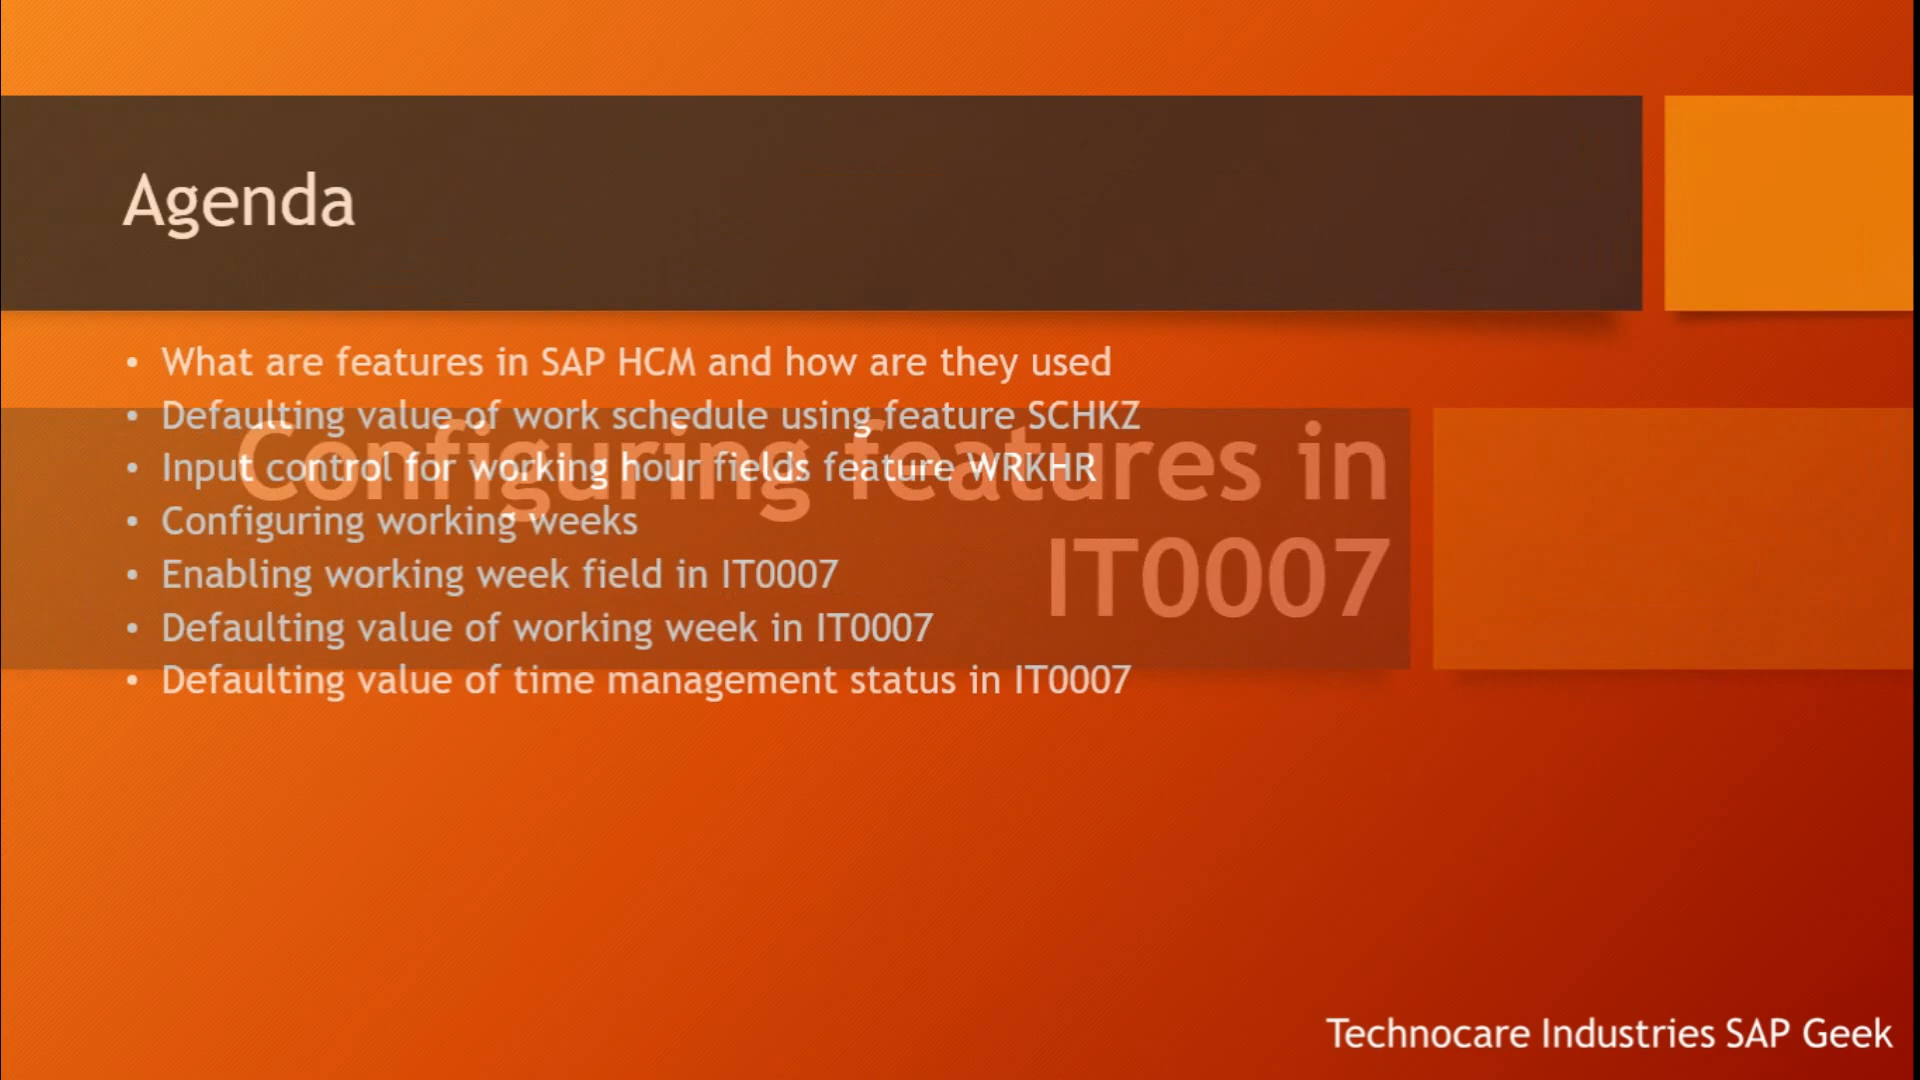 Agenda
• What are features in SAP HCM and how are they used
• Defaulting value of work schedule using feature SCHKZ
• Input control for working hour fields feature WRKHR
• Configuring working weeks
• Enabling working week field in IT0007
• Defaulting value of working week in IT0007
• Defaulting value of time management status in IT0007
Configuring features in
IT0007
Technocare Industries SAP Geek